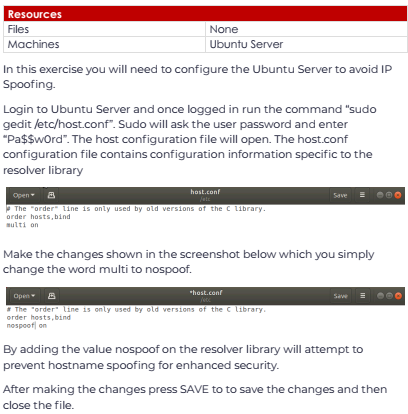 Resources
Files None
Machines Ubuntu Server
In this exercise you will need to configure the Ubuntu Server to avoid IP
Spoofing.
Login to Ubuntu Server and once logged in run the command "sudo
gedit /etc/host.conf". Sudo will ask the user password and enter
"Pa$$w0rd". The host configuration file will open. The host.conf
configuration file contains configuration information specific to the
resolver library
Open host.conf Save
/etc
# The "order" line is only used by old versions of the C library.
order hosts,bind
multi on
Make the changes shown in the screenshot below which you simply
change the word multi to nospoof.
Open *host.conf Save
/etc
# The "order" line is only used by old versions of the C library.
order hosts,bind
nospoof on
By adding the value nospoof on the resolver library will attempt to
prevent hostname spoofing for enhanced security.
After making the changes press SAVE to to save the changes and then
close the file.